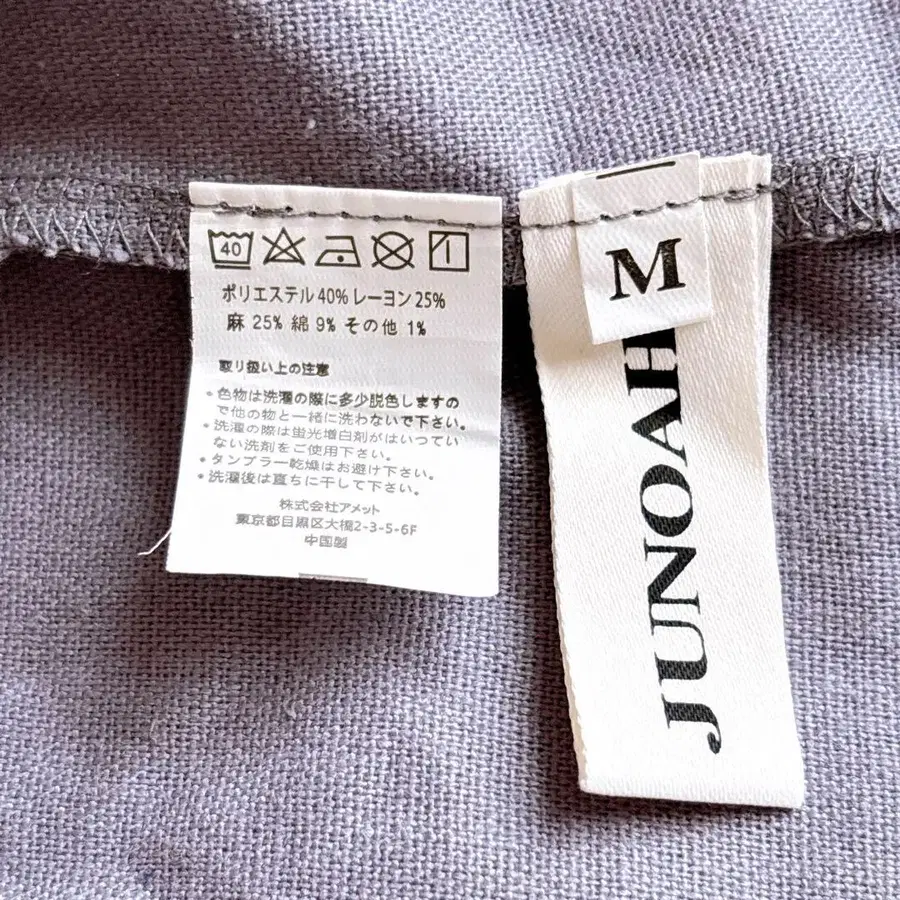 40
ポリエステル 40% レーヨン 25%
麻 25% 綿 9% その他 1%
取り扱い上の注意
・色物は洗濯の際に多少脱色しますの
で他の物と一緒に洗わないで下さい。
・洗濯の際は蛍光増白剤がはいってい
ない洗剤をご使用下さい。
・タンブラー乾燥はお避け下さい。
・洗濯後は直ちに干して下さい。
株式会社アメット
東京都目黒区大橋2-3-5-6F
中国製
M
JUNOAH